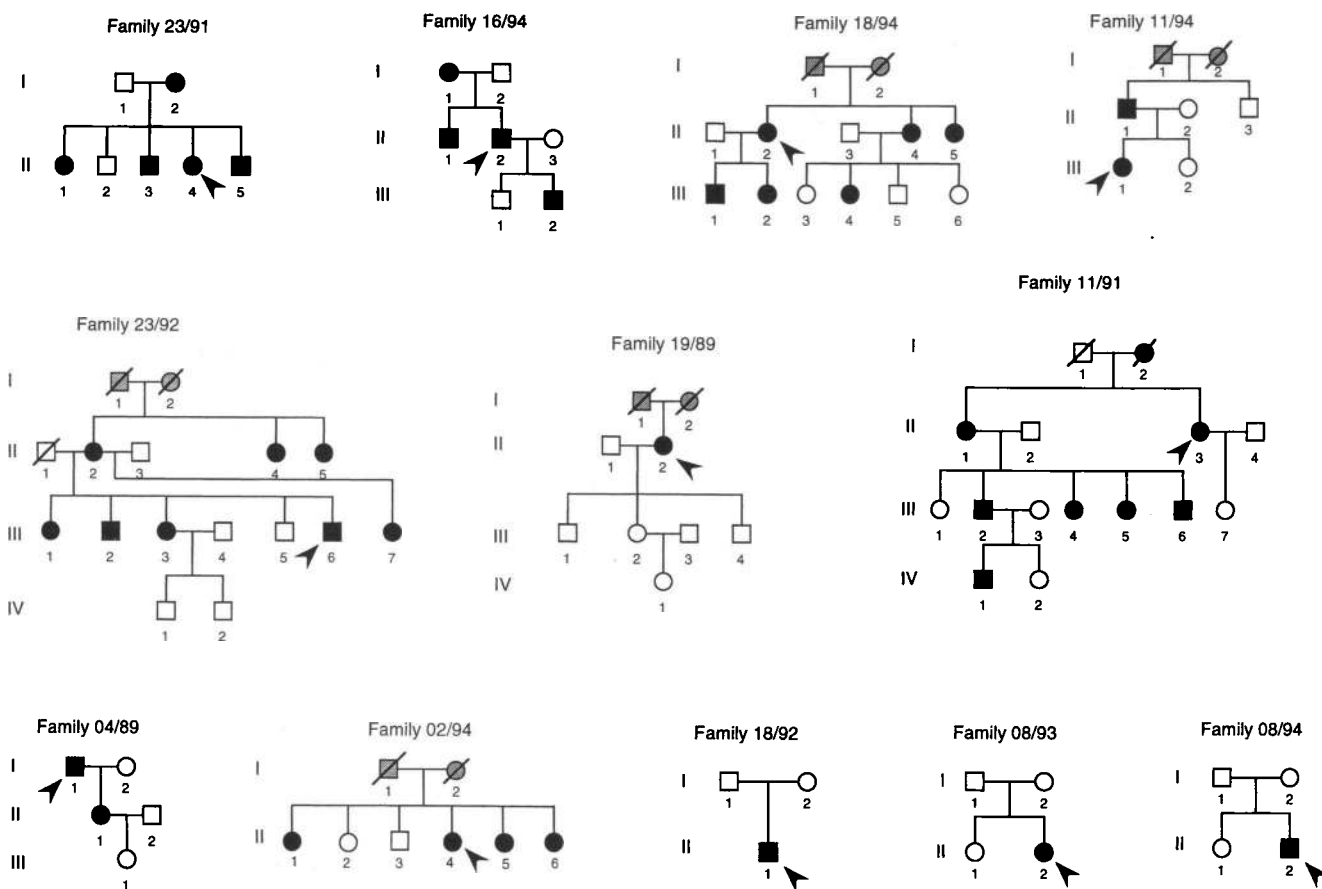 Family 23/91
I
1 2
II
1 2 3 4 5
Family 16/94
I
1 2
II
1 2 3
III
1 2
Family 18/94
I
1 2
II
1 2 3 4 5
III
1 2 3 4 5 6
Family 11/94
I
1 2
II
1 2 3
III
1 2
Family 23/92
I
1 2
II
1 2 3 4 5
III
1 2 3 4 5 6 7
IV
1 2
Family 19/89
I
1 2
II
1 2
III
1 2 3 4
IV
1
Family 11/91
I
1 2
II
1 2 3 4
III
1 2 3 4 5 6 7
IV
1 2
Family 04/89
I
1 2
II
1 2
III
1
Family 02/94
I
1 2
II
1 2 3 4 5 6
Family 18/92
I
1 2
II
1
Family 08/93
I
1 2
II
1 2
Family 08/94
I
1 2
II
1 2